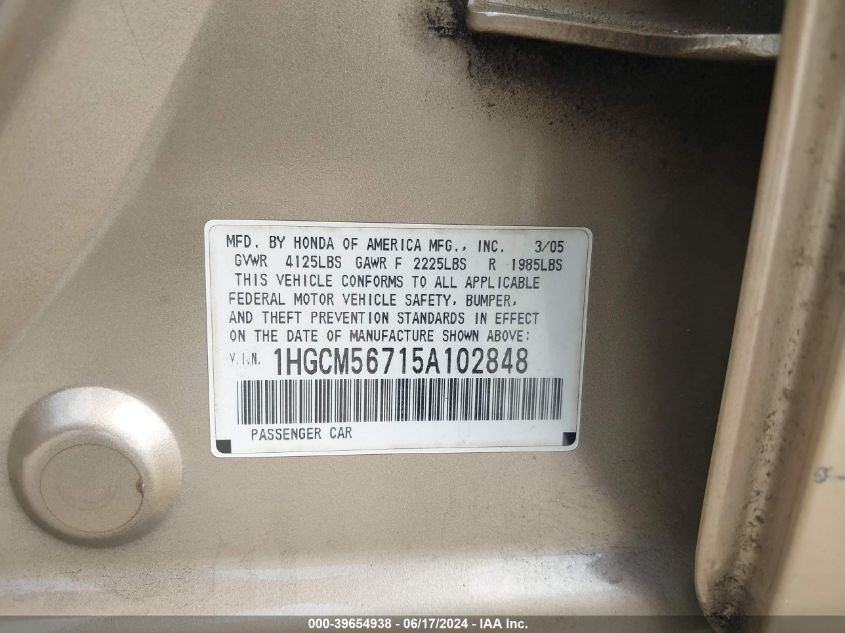 MFD. BY HONDA OF AMERICA MFG., INC. 3/05
GVWR 4125LBS GAWR F 2225LBS R 1985LBS
THIS VEHICLE CONFORMS TO ALL APPLICABLE
FEDERAL MOTOR VEHICLE SAFETY, BUMPER,
AND THEFT PREVENTION STANDARDS IN EFFECT
ON THE DATE OF MANUFACTURE SHOWN ABOVE:
V.I.N. 1HGCM56715A102848
PASSENGER CAR
000-39654938 - 06/17/2024 - IAA Inc.